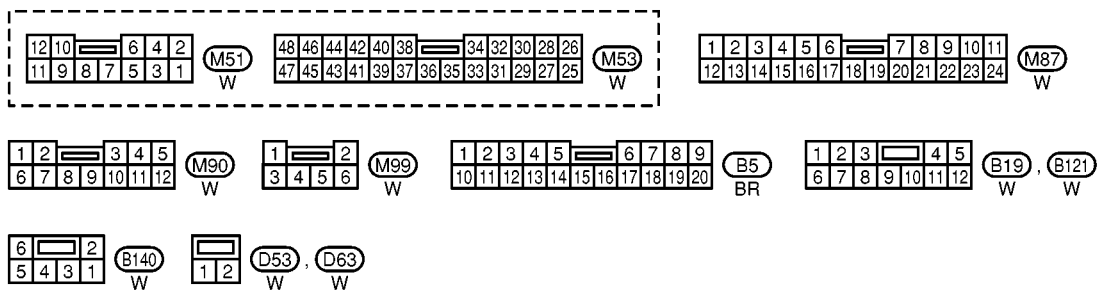 12 10 6 4 2 48 46 44 42 40 38 34 32 30 28 26 1 2 3 4 5 6 7 8 9 10 11
M51 M53 M87
11 9 8 7 5 3 1 47 45 43 41 39 37 36 35 33 31 29 27 25 12 13 14 15 16 17 18 19 20 21 22 23 24
W W W
1 2 3 4 5 1 2 1 2 3 4 5 6 7 8 9 1 2 3 4 5
M90 M99 B5 B19 , B121
6 7 8 9 10 11 12 3 4 5 6 10 11 12 13 14 15 16 17 18 19 20 6 7 8 9 10 11 12
W W BR W W
6 2
B140 D53 , D63
5 4 3 1 1 2
W W W